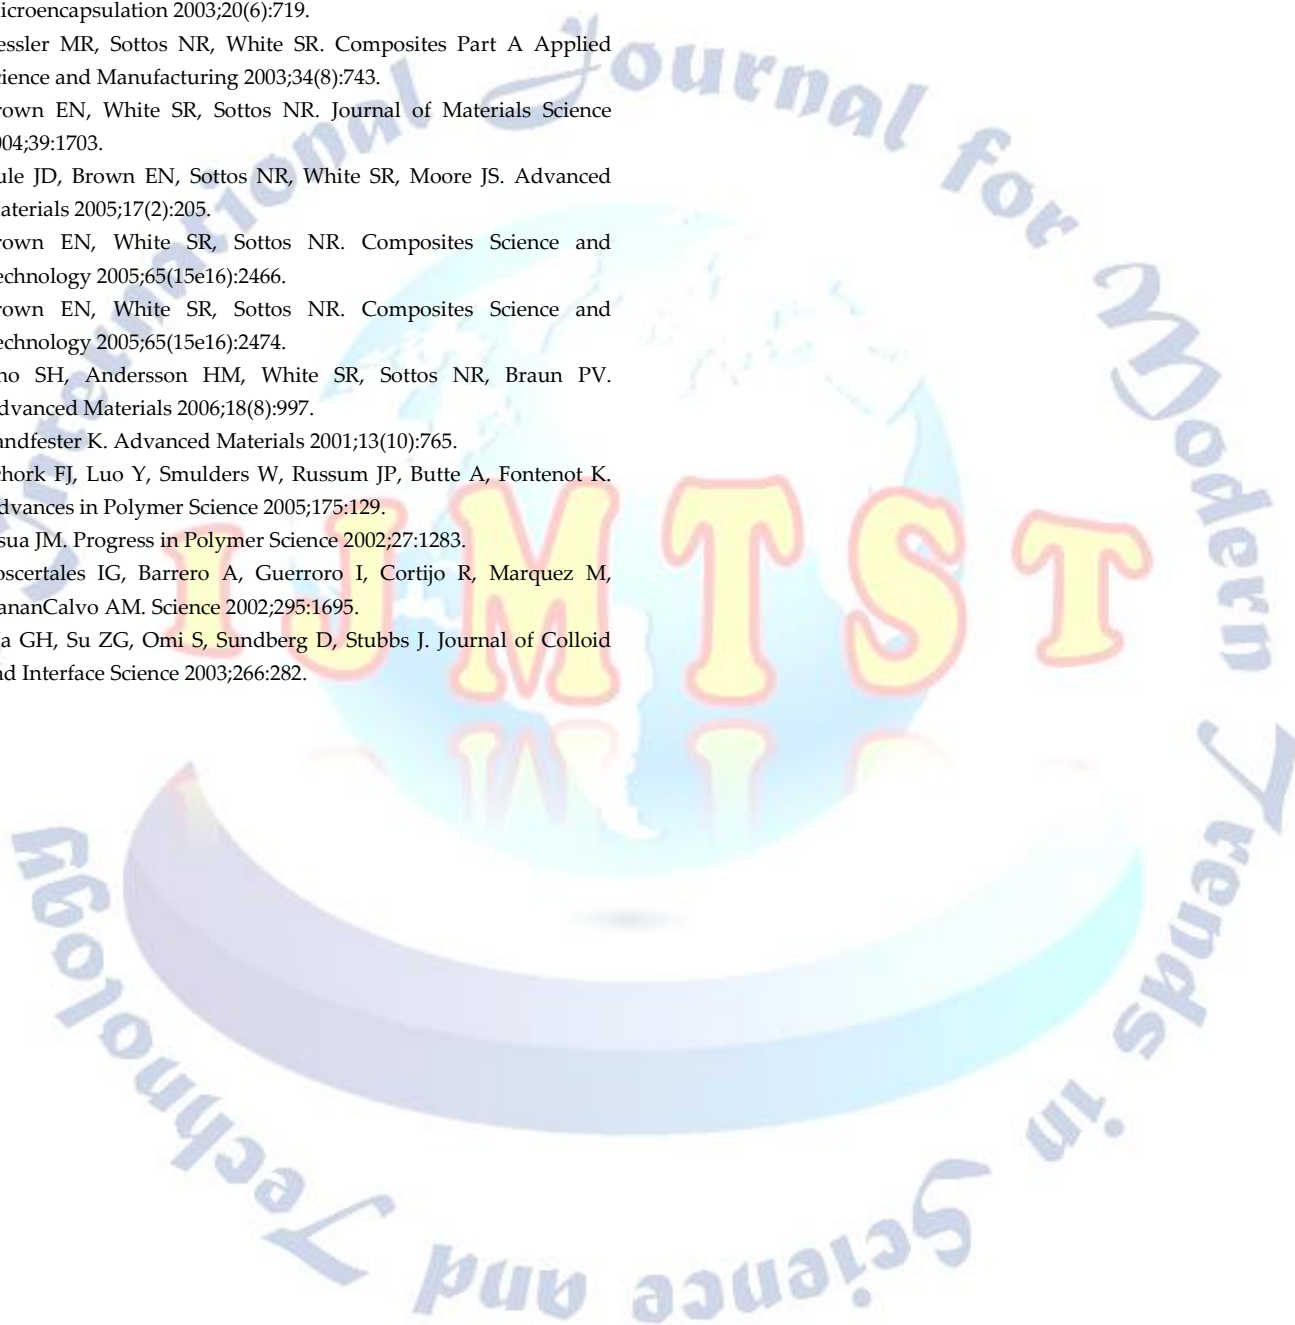 icroencapsulation 2003;20(6):719.
essler MR, Sottos NR, White SR. Composites Part A Applied
cience and Manufacturing 2003;34(8):743.
rown EN, White SR, Sottos NR. Journal of Materials Science
004;39:1703.
ule JD, Brown EN, Sottos NR, White SR, Moore JS. Advanced
aterials 2005;17(2):205.
rown EN, White SR, Sottos NR. Composites Science and
echnology 2005;65(15e16):2466.
rown EN, White SR, Sottos NR. Composites Science and
echnology 2005;65(15e16):2474.
ho SH, Andersson HM, White SR, Sottos NR, Braun PV.
dvanced Materials 2006;18(8):997.
andfester K. Advanced Materials 2001;13(10):765.
chork FJ, Luo Y, Smulders W, Russum JP, Butte A, Fontenot K.
dvances in Polymer Science 2005;175:129.
sua JM. Progress in Polymer Science 2002;27:1283.
oscertales IG, Barrero A, Guerroro I, Cortijo R, Marquez M,
ananCalvo AM. Science 2002;295:1695.
a GH, Su ZG, Omi S, Sundberg D, Stubbs J. Journal of Colloid
nd Interface Science 2003;266:282.
International Journal for Modern Trends in Science and Technology
IJMTST